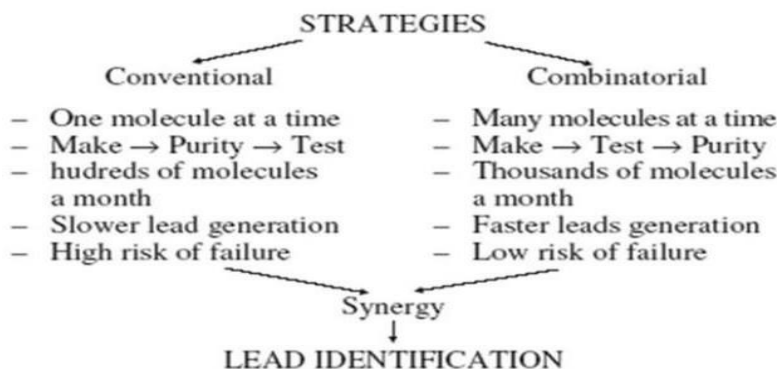 STRATEGIES
Conventional
– One molecule at a time
– Make → Purity → Test
– hudreds of molecules
a month
– Slower lead generation
– High risk of failure
Combinatorial
– Many molecules at a time
– Make → Test → Purity
– Thousands of molecules
a month
– Faster leads generation
– Low risk of failure
Synergy
LEAD IDENTIFICATION